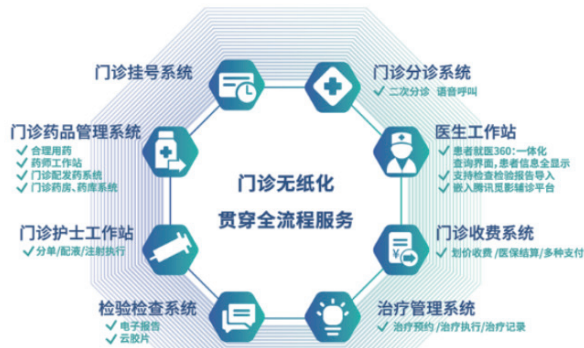 门诊挂号系统
门诊分诊系统
二次分诊 语音呼叫
门诊药品管理系统
合理用药
药师工作站
门诊配发药系统
门诊药房、药库系统
医生工作站
患者就医360:一体化
查询界面,患者信息全显示
支持检查检验报告导入
嵌入腾讯觅影辅诊平台
门诊无纸化
贯穿全流程服务
门诊护士工作站
分单/配液/注射执行
门诊收费系统
划价收费 /医保结算/多种支付
¥
检验检查系统
电子报告
云胶片
治疗管理系统
治疗预约 /治疗执行/治疗记录